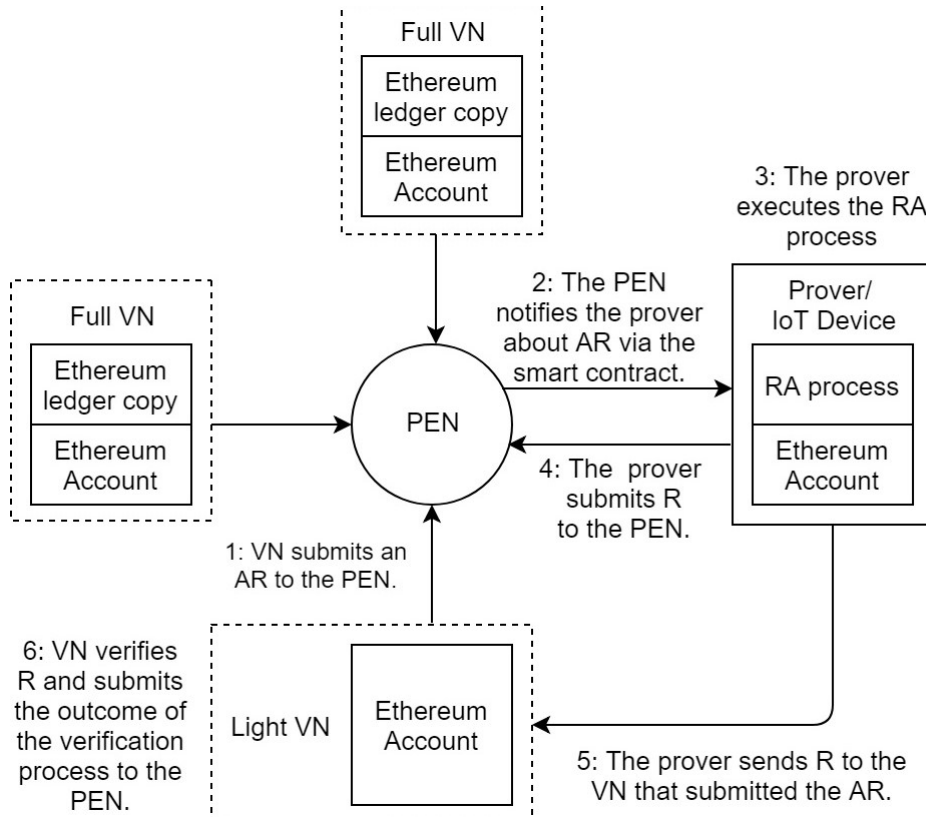 Full VN
Ethereum
ledger copy
Ethereum
Account
3: The prover
executes the RA
process
Full VN
Ethereum
ledger copy
Ethereum
Account
2: The PEN
notifies the prover
about AR via the
smart contract.
Prover/
IoT Device
RA process
Ethereum
Account
PEN
4: The prover
submits R
to the PEN.
1: VN submits an
AR to the PEN.
6: VN verifies
R and submits
the outcome of
the verification
process to the
PEN.
Light VN
Ethereum
Account
5: The prover sends R to the
VN that submitted the AR.